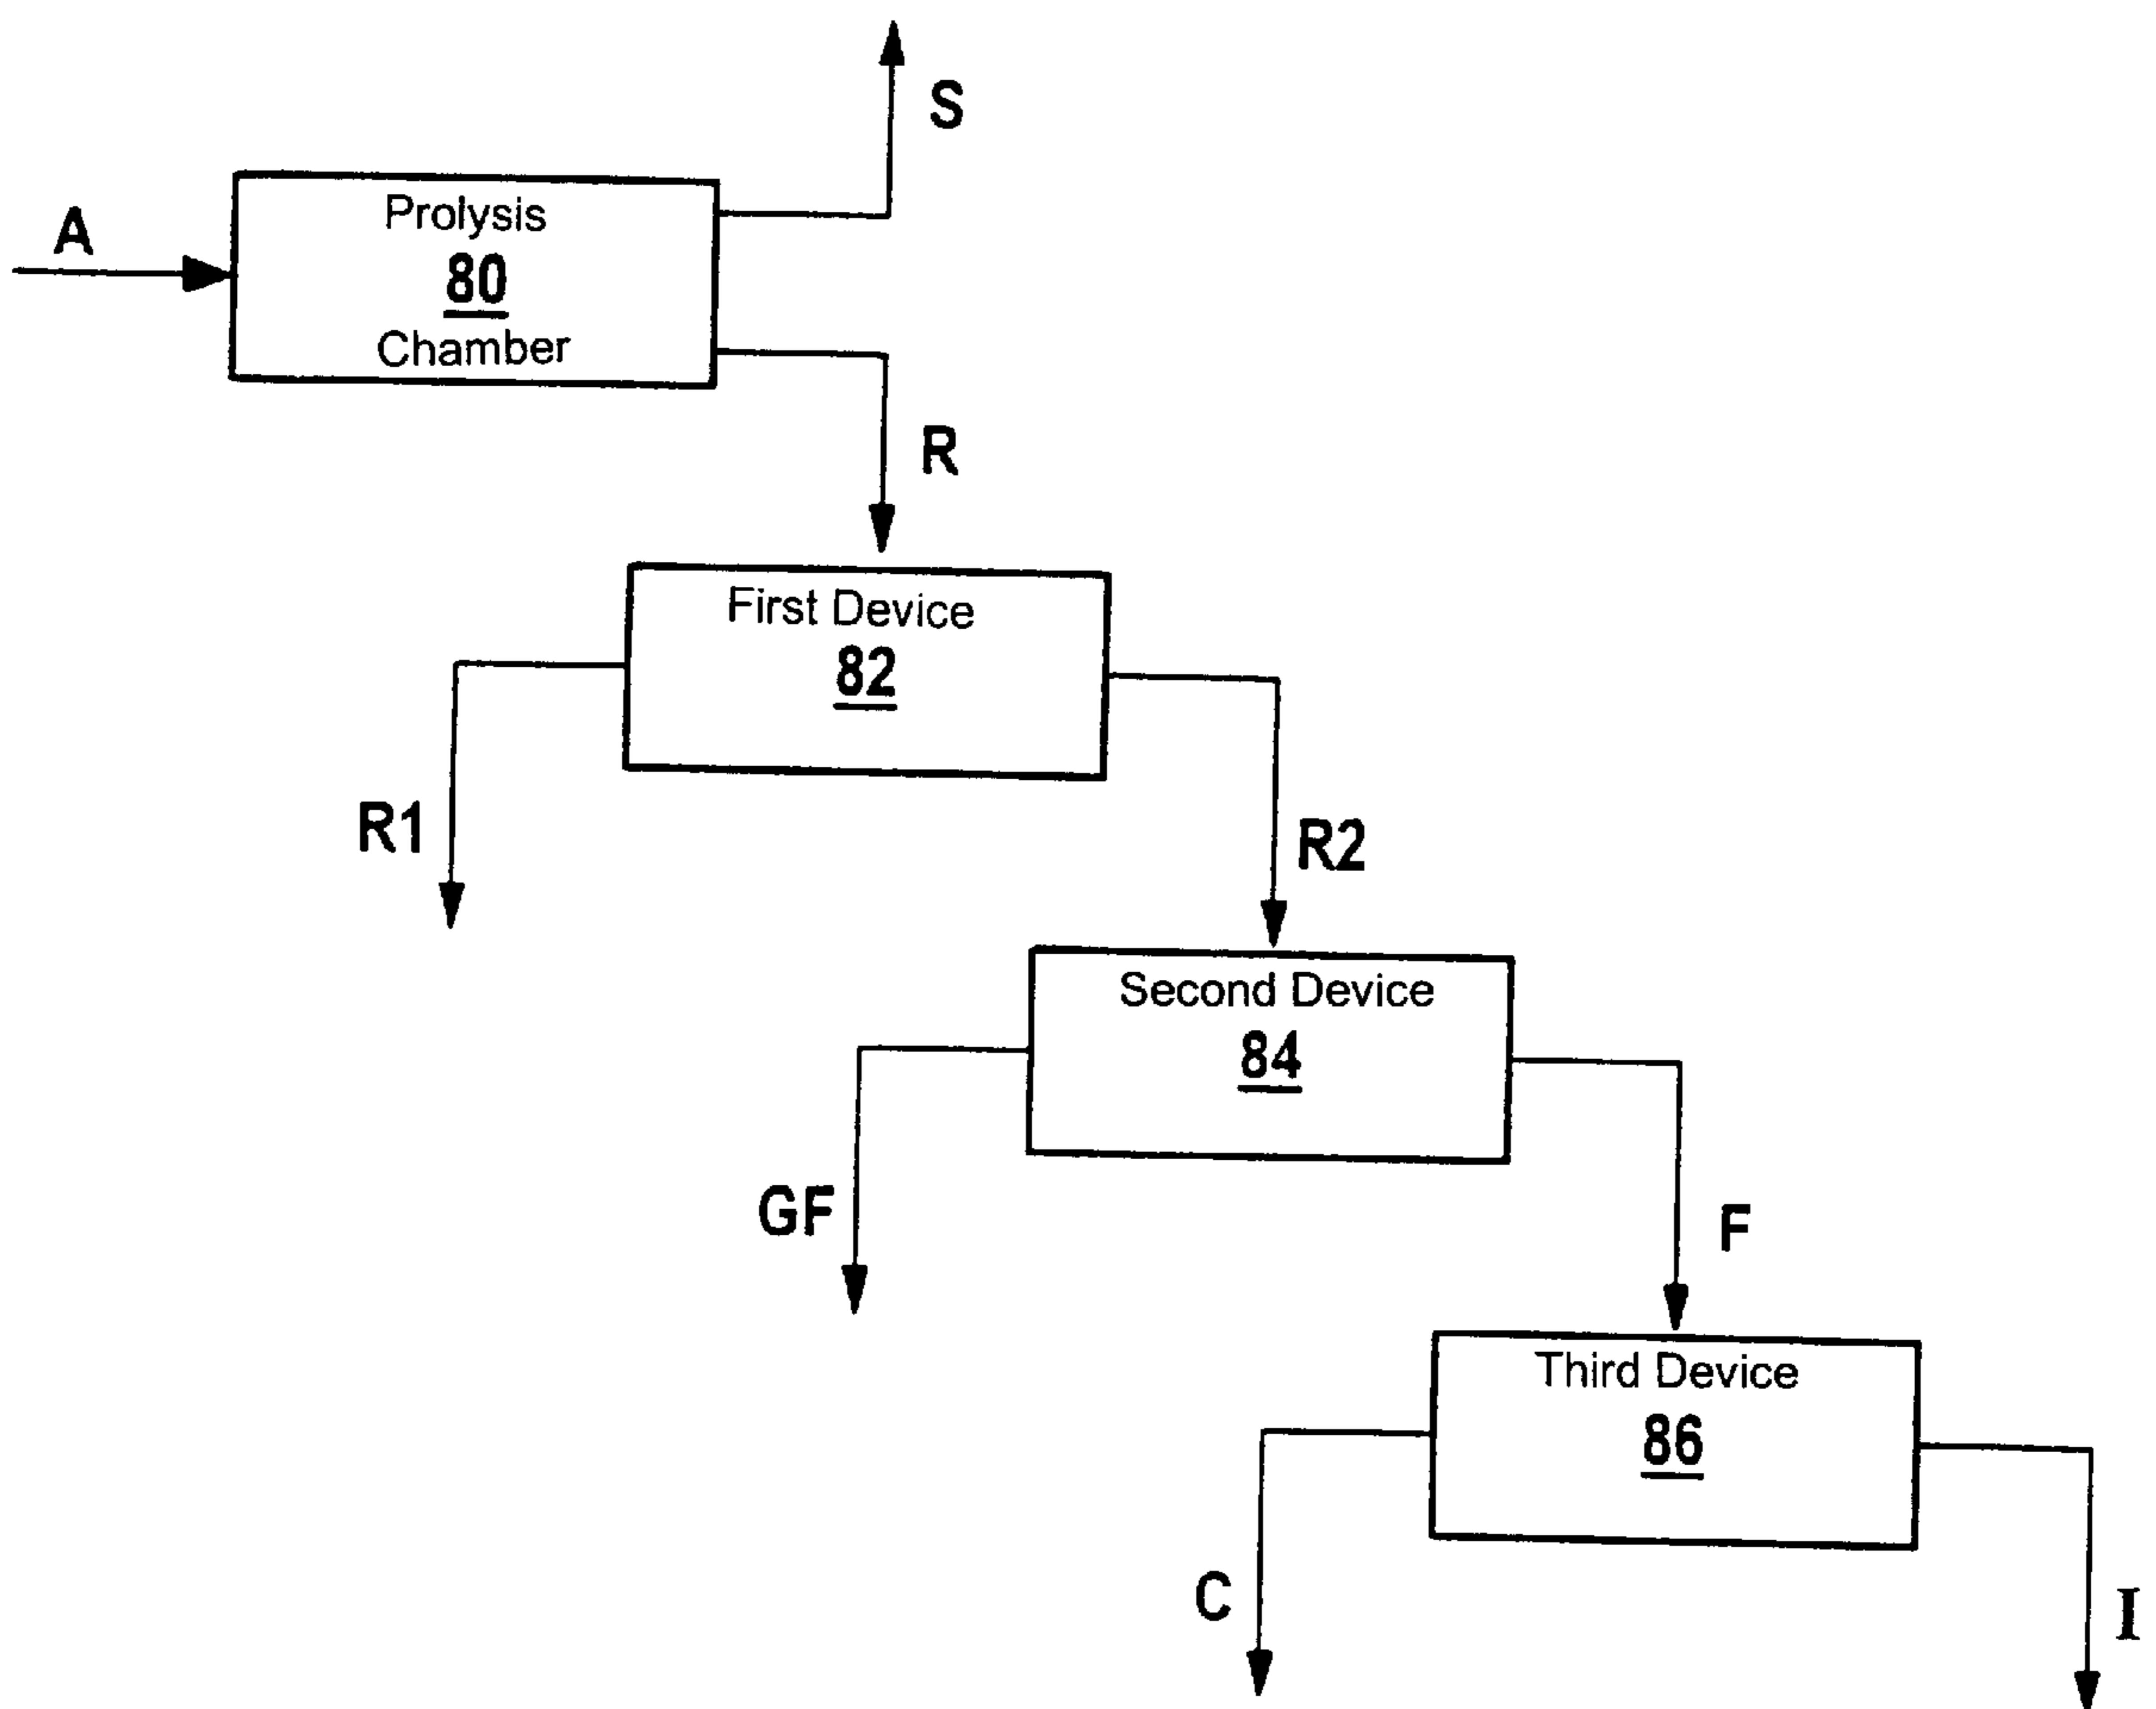 S
A
Prolysis
80
Chamber
R
First Device
82
R1
R2
Second Device
84
GF
F
Third Device
86
C
I